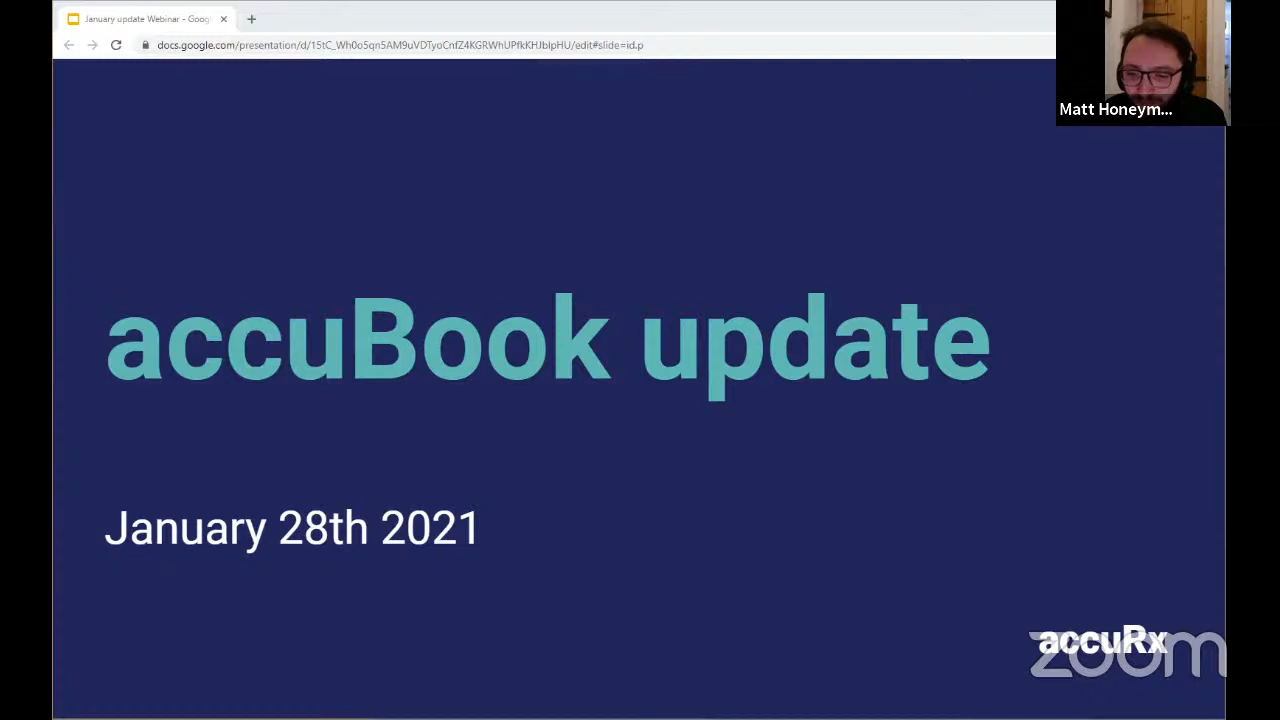 January update Webinar - Goog
docs.google.com/presentation/d/15tC_Wh0o5qn5AM9uVDTyoCnfZ4KGRWhUPfkKHJbIpHU/edit#slide=id.p
Matt Honeym...
accuBook update
January 28th 2021
accuRx
zoom